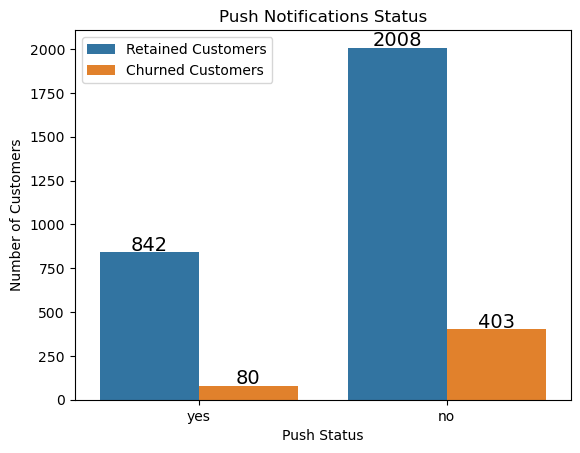 Push Notifications Status
Retained Customers
Churned Customers
Number of Customers
2000
1750
1500
1250
1000
750
500
250
0
842
80
2008
403
yes
no
Push Status